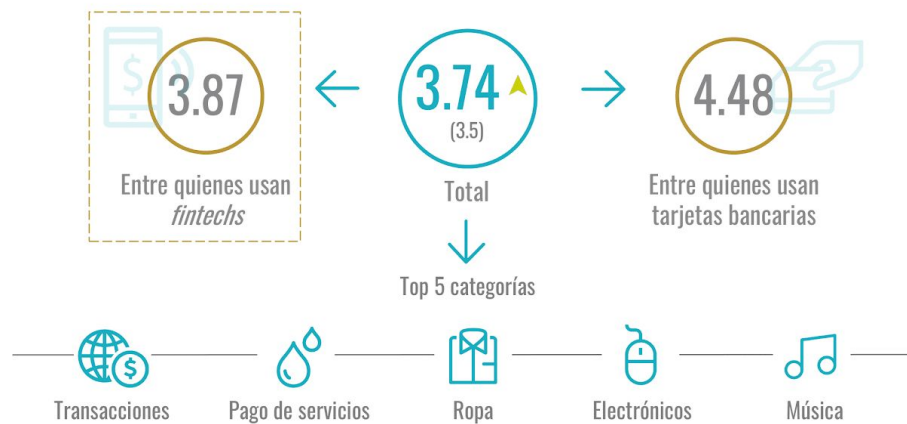 $
3.87
Entre quienes usan
fintechs
3.74
(3.5)
Total
4.48
Entre quienes usan
tarjetas bancarias
Top 5 categorías
$
Transacciones
Pago de servicios
Ropa
Electrónicos
Música